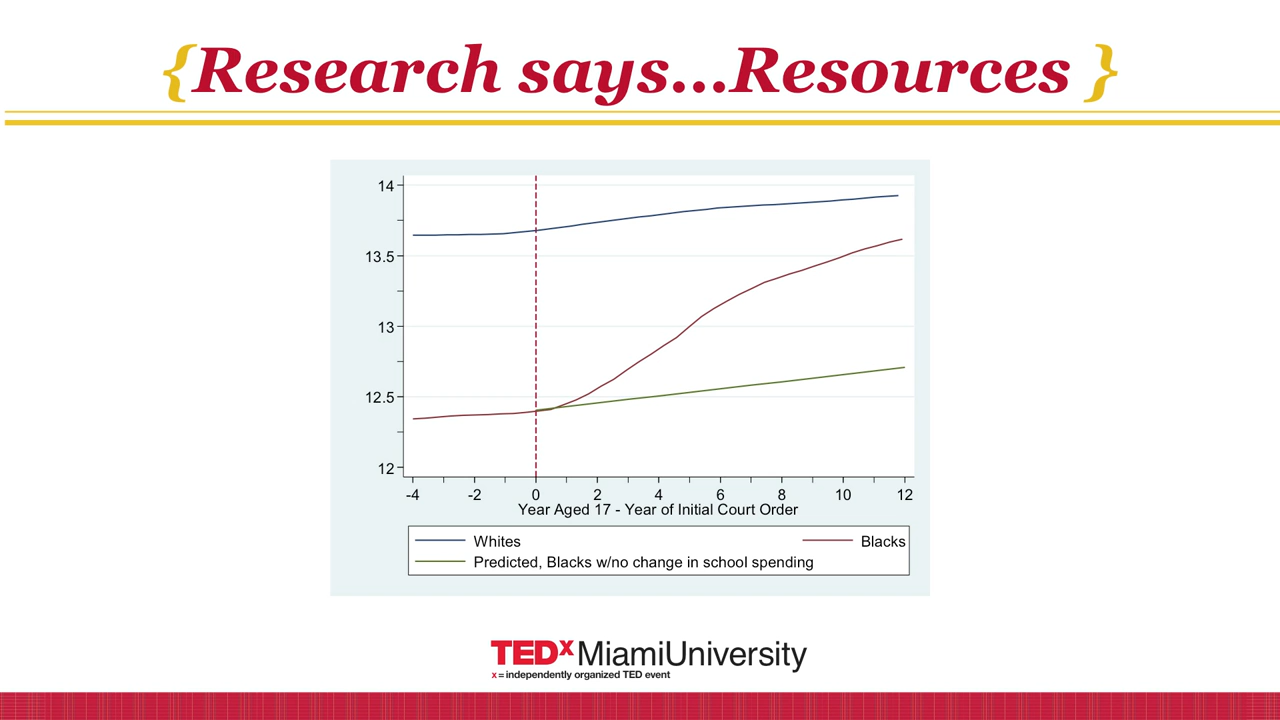 {Research says...Resources }
14
13.5
13
12.5
12
-4 -2 0 2 4 6 8 10 12
Year Aged 17 - Year of Initial Court Order
Whites Blacks
Predicted, Blacks w/no change in school spending
TEDx MiamiUniversity
x = independently organized TED event